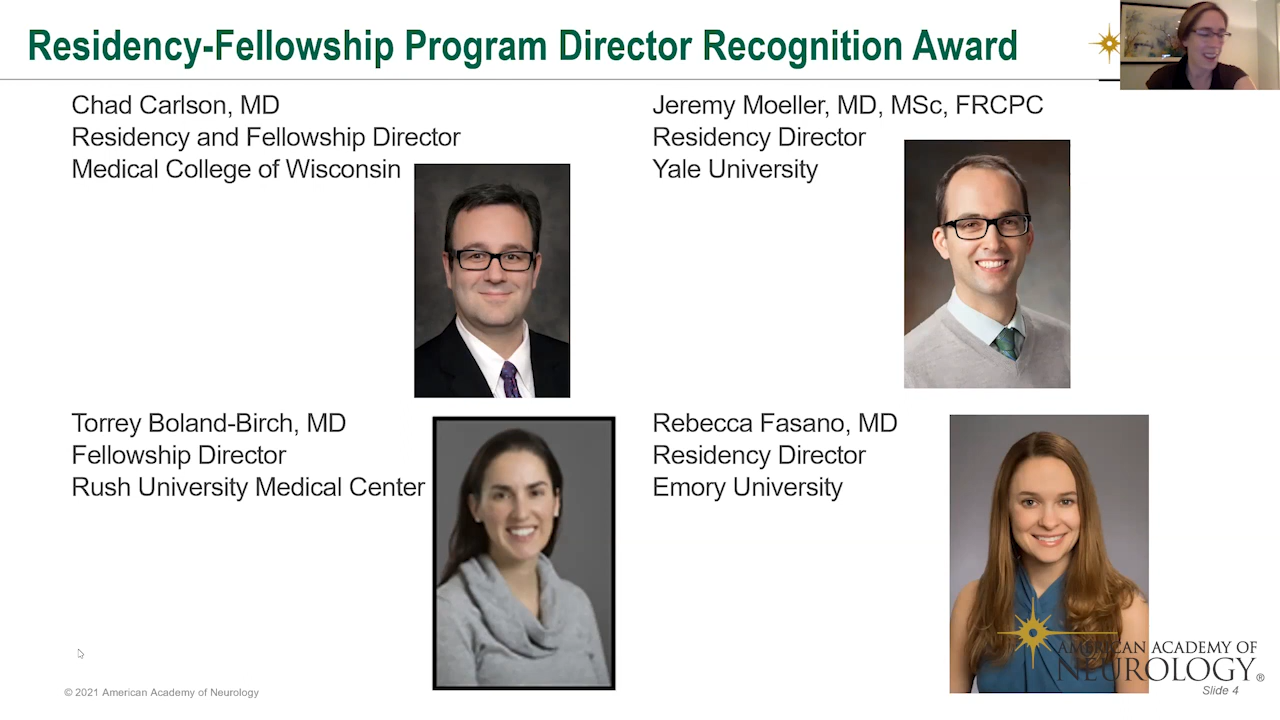 Residency-Fellowship Program Director Recognition Award
Chad Carlson, MD
Residency and Fellowship Director
Medical College of Wisconsin
Jeremy Moeller, MD, MSc, FRCPC
Residency Director
Yale University
Torrey Boland-Birch, MD
Fellowship Director
Rush University Medical Center
Rebecca Fasano, MD
Residency Director
Emory University
AMERICAN ACADEMY OF
NEUROLOGY®
© 2021 American Academy of Neurology
Slide 4